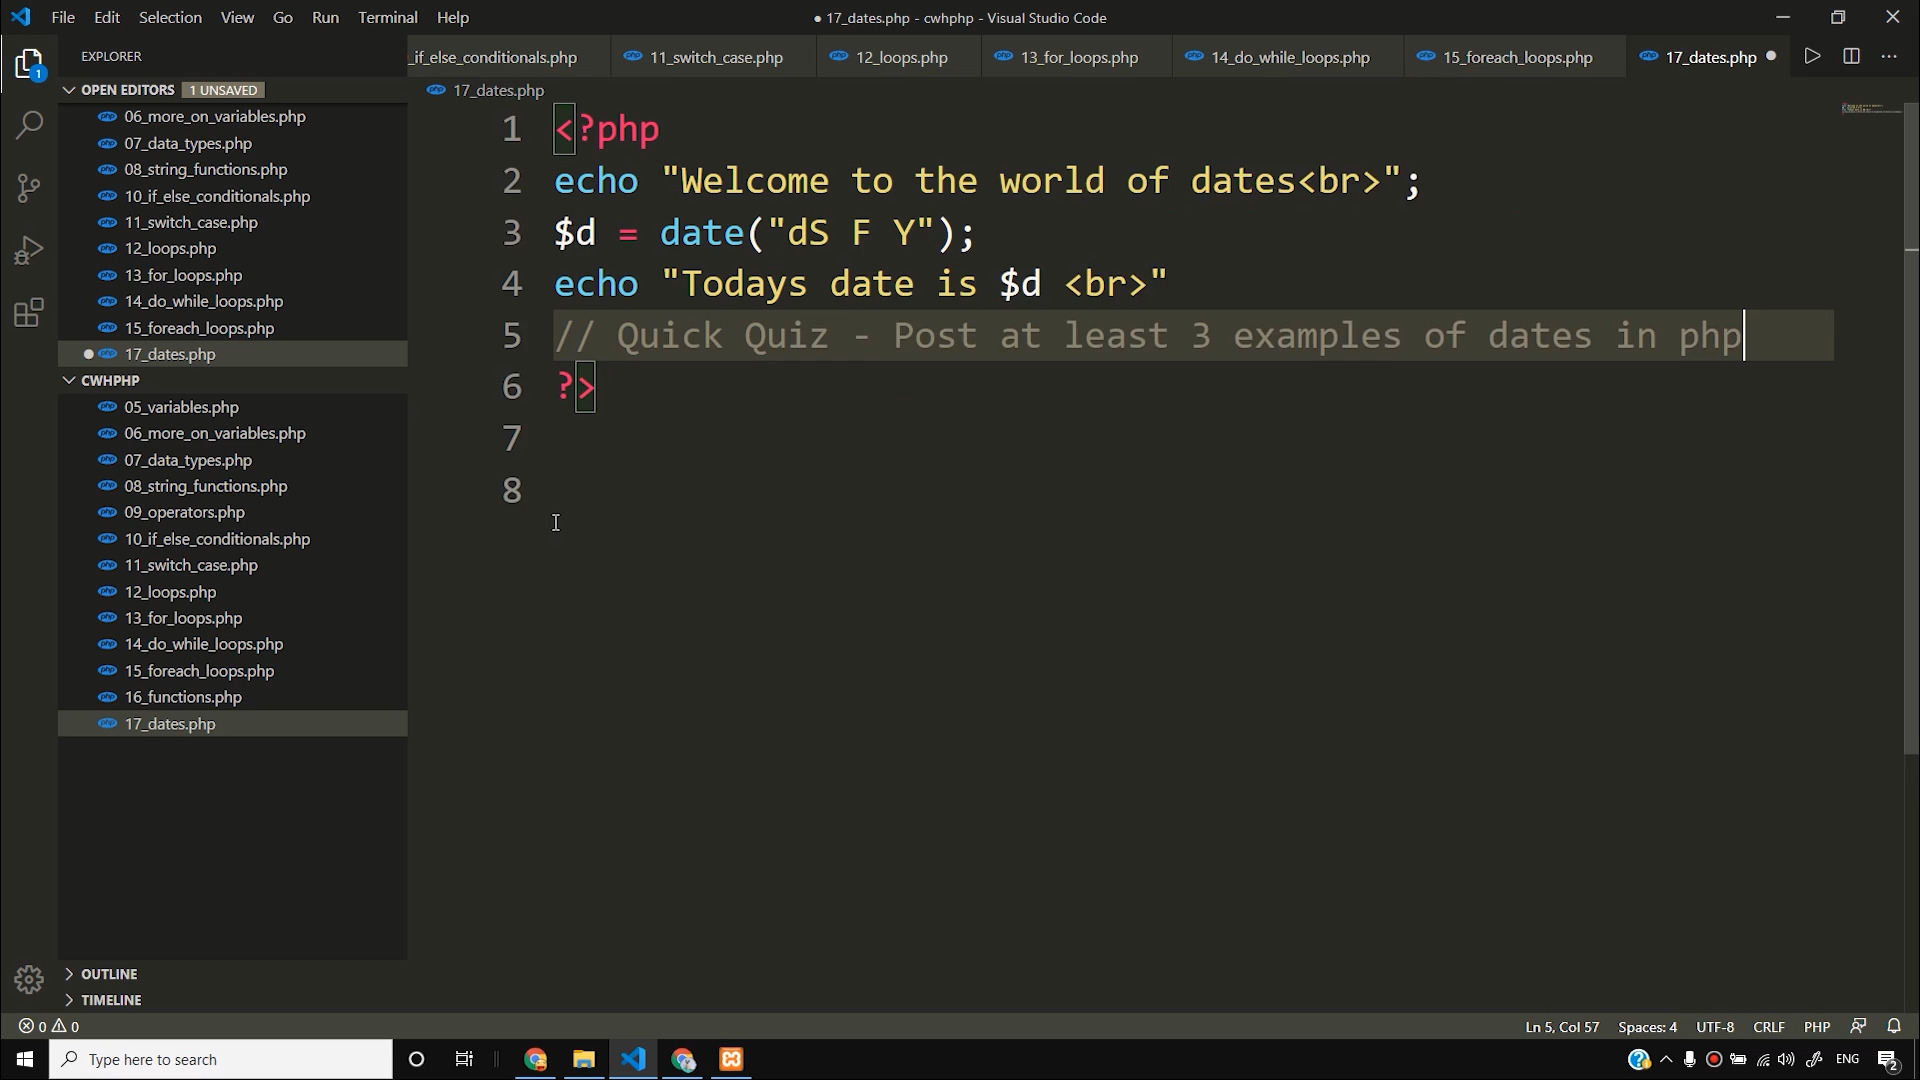 File Edit Selection View Go Run Terminal Help
● 17_dates.php - cwhphp - Visual Studio Code
EXPLORER
_if_else_conditionals.php 11_switch_case.php 12_loops.php 13_for_loops.php 14_do_while_loops.php 15_foreach_loops.php 17_dates.php
OPEN EDITORS 1 UNSAVED
06_more_on_variables.php
07_data_types.php
08_string_functions.php
10_if_else_conditionals.php
11_switch_case.php
12_loops.php
13_for_loops.php
14_do_while_loops.php
15_foreach_loops.php
17_dates.php
CWHPHP
05_variables.php
06_more_on_variables.php
07_data_types.php
08_string_functions.php
09_operators.php
10_if_else_conditionals.php
11_switch_case.php
12_loops.php
13_for_loops.php
14_do_while_loops.php
15_foreach_loops.php
16_functions.php
17_dates.php
OUTLINE
TIMELINE
17_dates.php
1 <?php
2 echo "Welcome to the world of dates<br>";
3 $d = date("dS F Y");
4 echo "Todays date is $d <br>"
5 // Quick Quiz - Post at least 3 examples of dates in php
6 ?>
7
8
0 0 Ln 5, Col 57 Spaces: 4 UTF-8 CRLF PHP
Type here to search
ENG
2